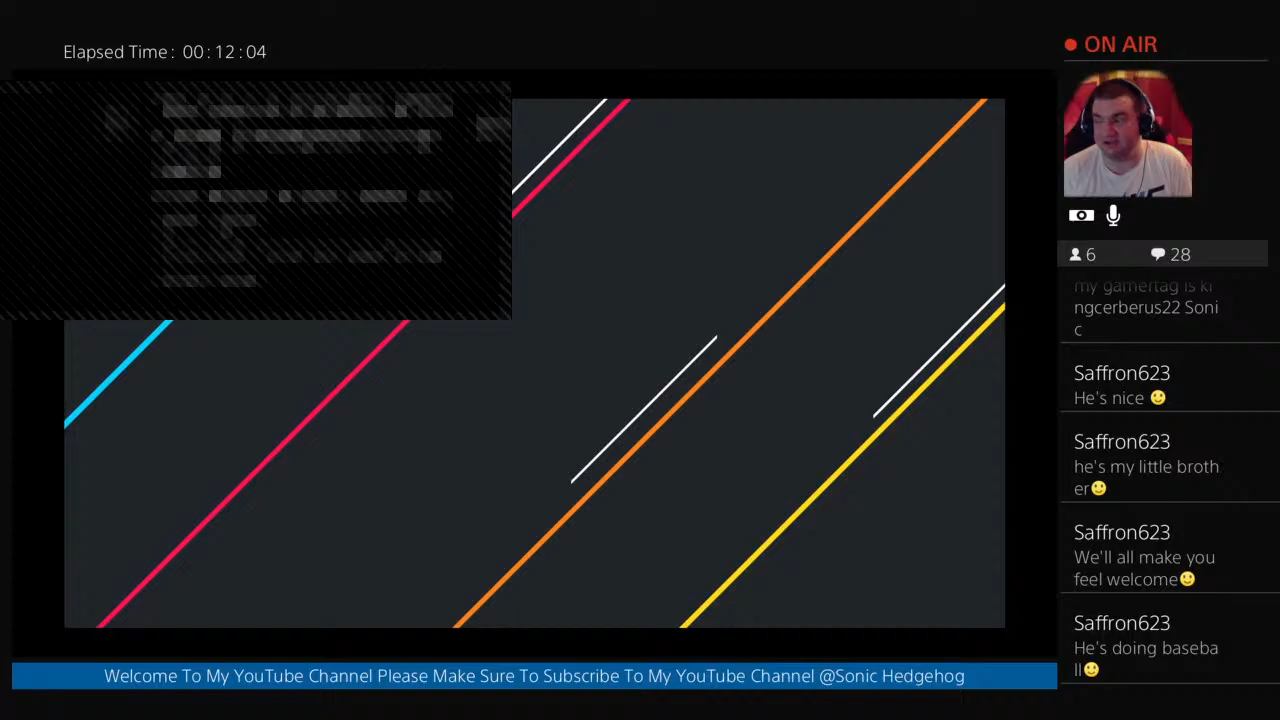 Elapsed Time: 00:12:04
ON AIR
6 28
my gamertag is ki
ngcerberus22 Soni
c
Saffron623
He's nice 🙂
Saffron623
he's my little broth
er🙂
Saffron623
We'll all make you
feel welcome🙂
Saffron623
He's doing baseba
ll🙂
Welcome To My YouTube Channel Please Make Sure To Subscribe To My YouTube Channel @Sonic Hedgehog